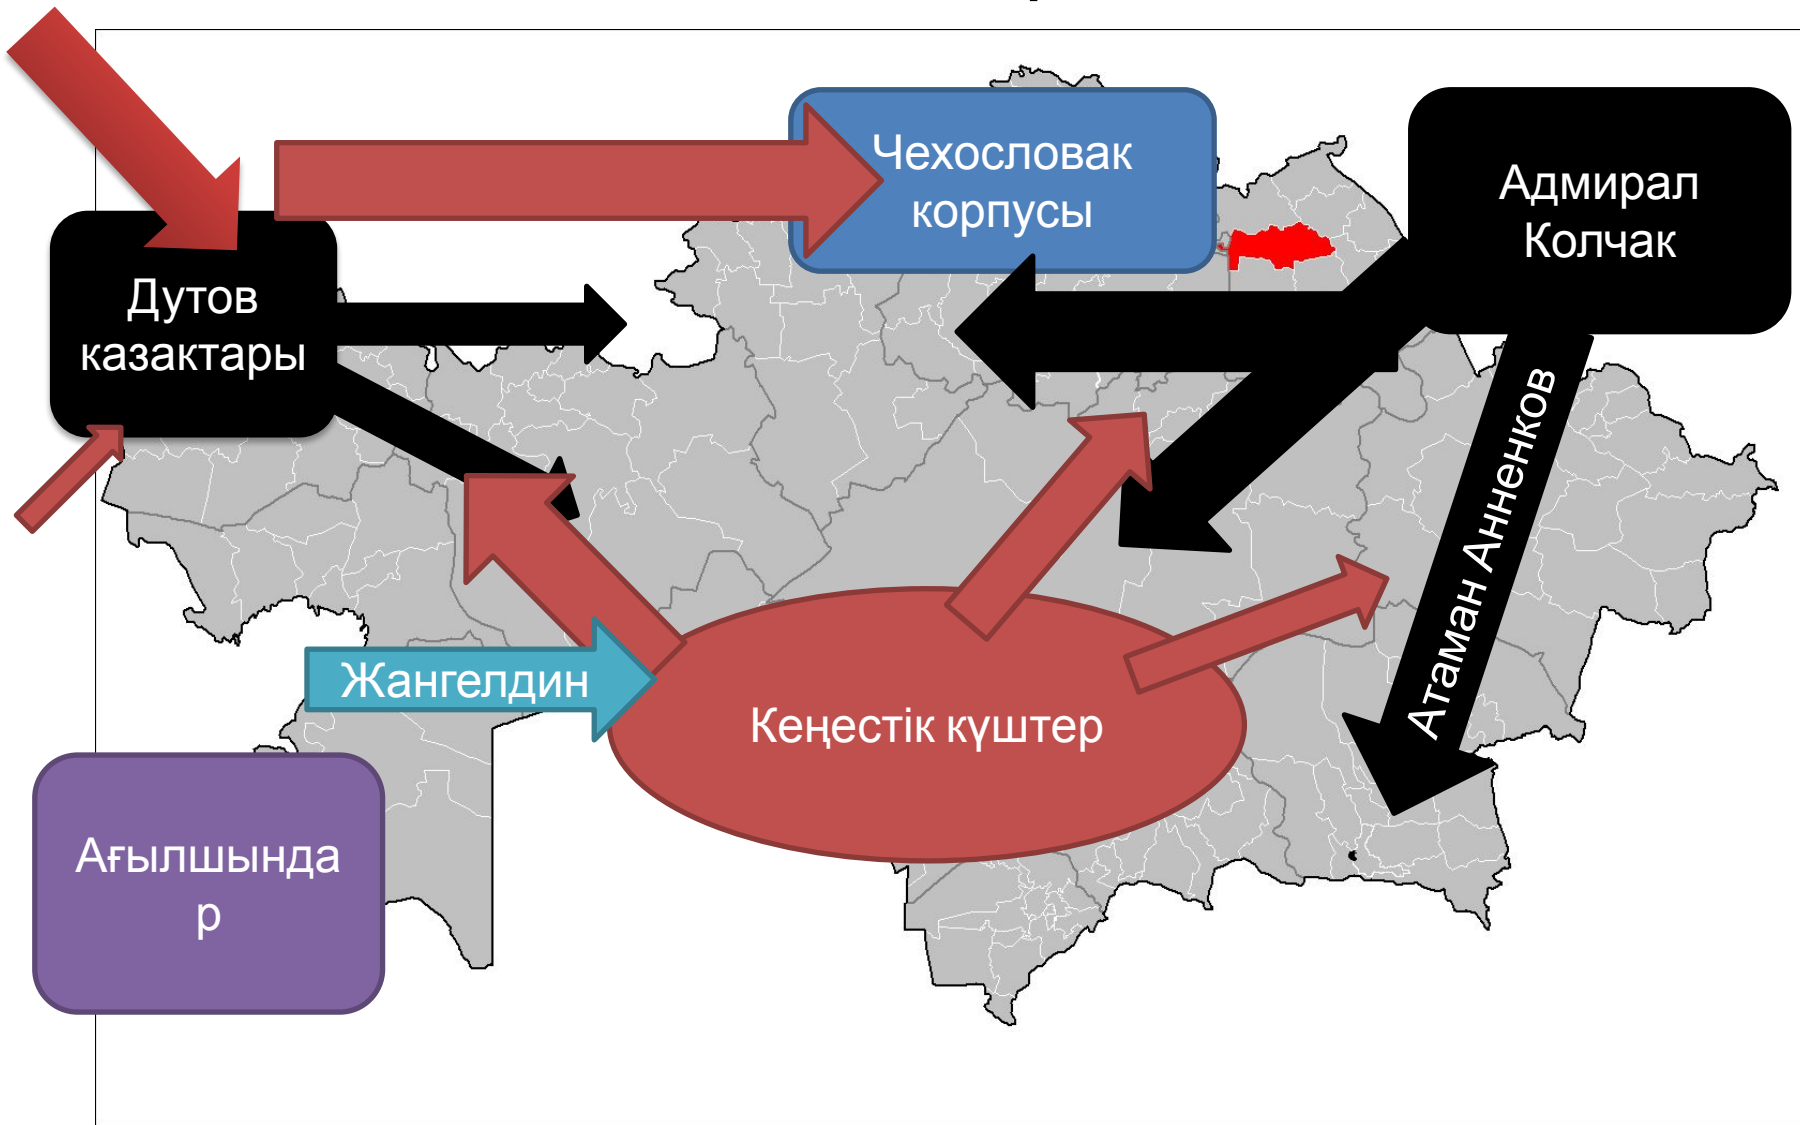 Чехословак
корпусы
Адмирал
Колчак
Дутов
казактары
Атаман Анненков
Жангелдин
Кеңестік күштер
Ағылшында
р